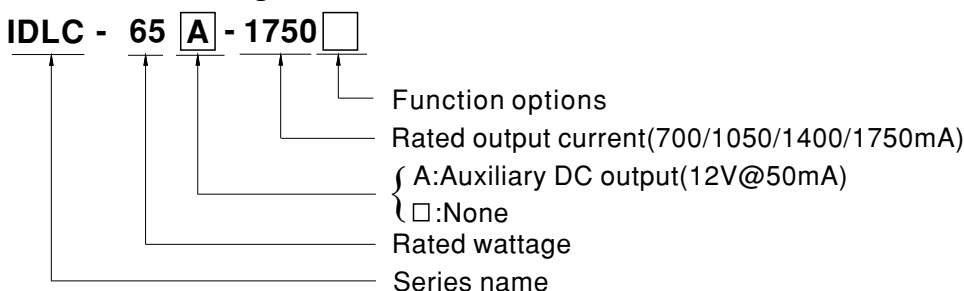 IDLC - 65 A - 1750□
Function options
Rated output current(700/1050/1400/1750mA)
A:Auxiliary DC output(12V@50mA)
□:None
Rated wattage
Series name